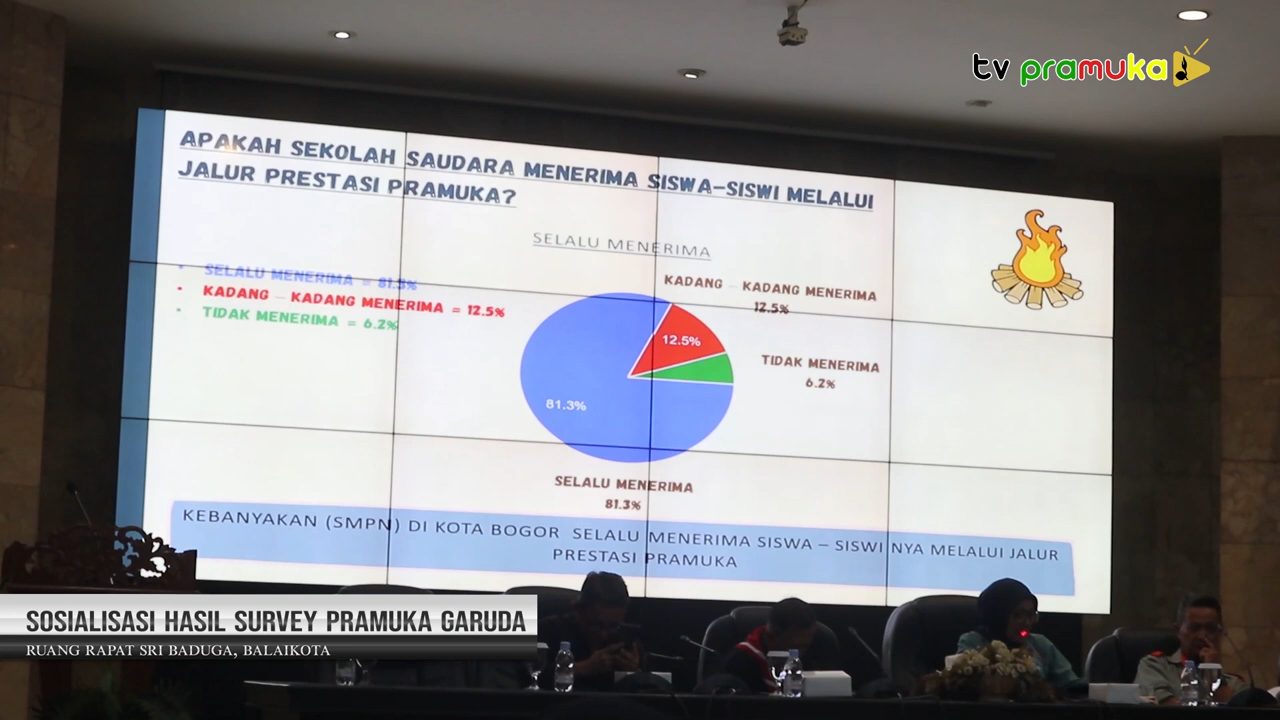 tv pramuka
APAKAH SEKOLAH SAUDARA MENERIMA SISWA-SISWI MELALUI
JALUR PRESTASI PRAMUKA?
SELALU MENERIMA
• SELALU MENERIMA = 81.3%
• KADANG – KADANG MENERIMA = 12.5%
• TIDAK MENERIMA = 6.2%
KADANG – KADANG MENERIMA
12.5%
12.5%
TIDAK MENERIMA
6.2%
81.3%
SELALU MENERIMA
81.3%
KEBANYAKAN (SMPN) DI KOTA BOGOR SELALU MENERIMA SISWA – SISWI NYA MELALUI JALUR
PRESTASI PRAMUKA
SOSIALISASI HASIL SURVEY PRAMUKA GARUDA
RUANG RAPAT SRI BADUGA, BALAIKOTA